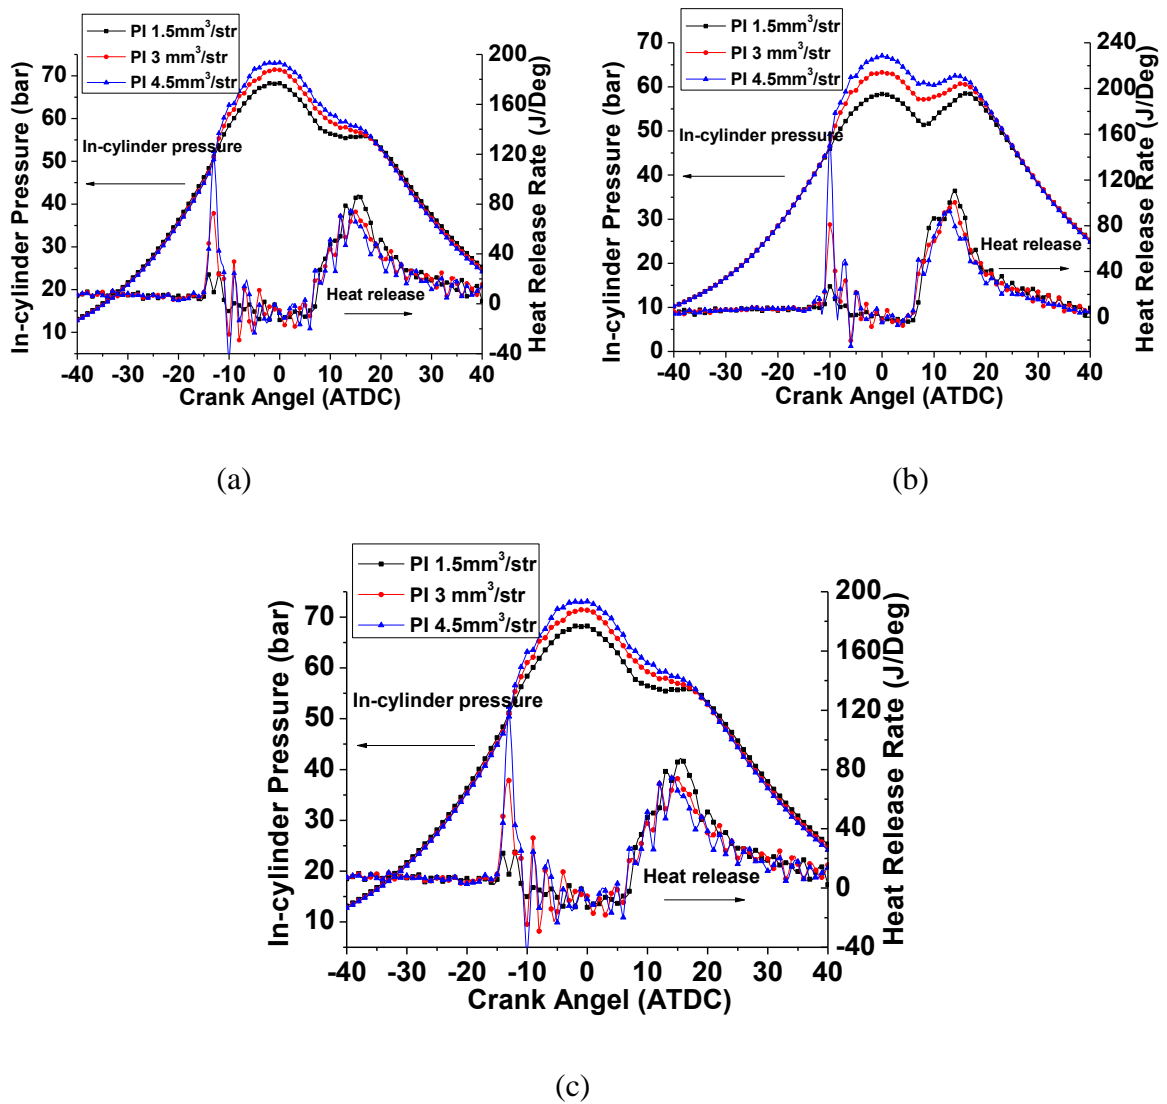 PI 1.5mm³/str
PI 3 mm³/str
PI 4.5mm³/str
In-cylinder Pressure (bar)
70
60
50
40
30
20
10
In-cylinder pressure
Heat release
200
160
120
80
40
0
-40
Heat Release Rate (J/Deg)
-40 -30 -20 -10 0 10 20 30 40
Crank Angel (ATDC)
(a)
PI 1.5mm³/str
PI 3 mm³/str
PI 4.5mm³/str
In-cylinder Pressure (bar)
70
60
50
40
30
20
10
0
In-cylinder pressure
Heat release
240
200
160
120
80
40
0
Heat Release Rate (J/Deg)
-40 -30 -20 -10 0 10 20 30 40
Crank Angel (ATDC)
(b)
PI 1.5mm³/str
PI 3 mm³/str
PI 4.5mm³/str
In-cylinder Pressure (bar)
70
60
50
40
30
20
10
In-cylinder pressure
Heat release
200
160
120
80
40
0
-40
Heat Release Rate (J/Deg)
-40 -30 -20 -10 0 10 20 30 40
Crank Angel (ATDC)
(c)